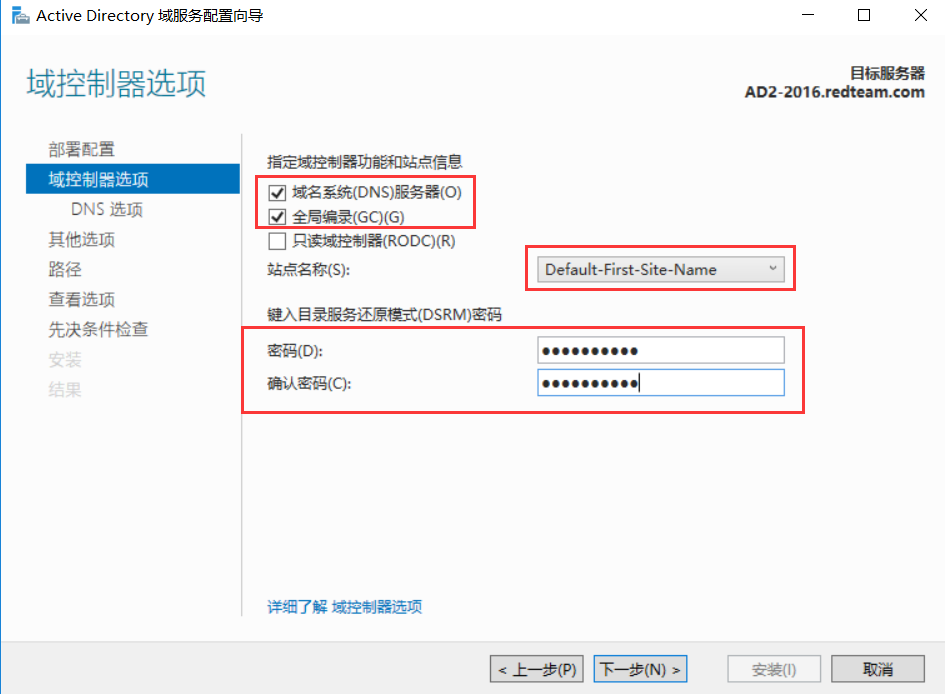 Active Directory 域服务配置向导
域控制器选项
目标服务器
AD2-2016.redteam.com
部署配置
域控制器选项
DNS 选项
其他选项
路径
查看选项
先决条件检查
安装
结果
指定域控制器功能和站点信息
域名系统(DNS)服务器(O)
全局编录(GC)(G)
只读域控制器(RODC)(R)
站点名称(S):
Default-First-Site-Name
键入目录服务还原模式(DSRM)密码
密码(D):
●●●●●●●●●●
确认密码(C):
●●●●●●●●●●
详细了解 域控制器选项
< 上一步(P)
下一步(N) >
安装(I)
取消